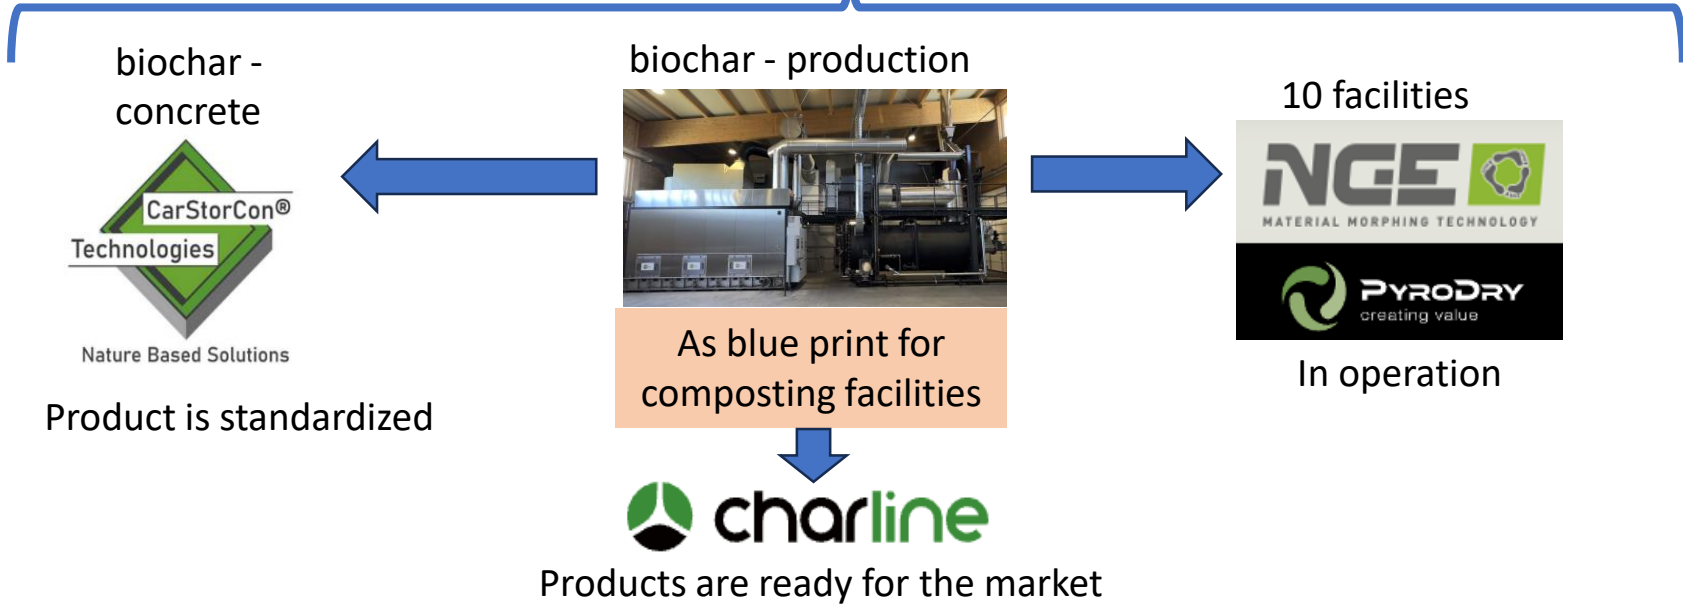 biochar -
concrete
CarStorCon®
Technologies
Nature Based Solutions
Product is standardized
biochar - production
As blue print for
composting facilities
charline
Products are ready for the market
10 facilities
NGE
MATERIAL MORPHING TECHNOLOGY
PYRODRY
creating value
In operation